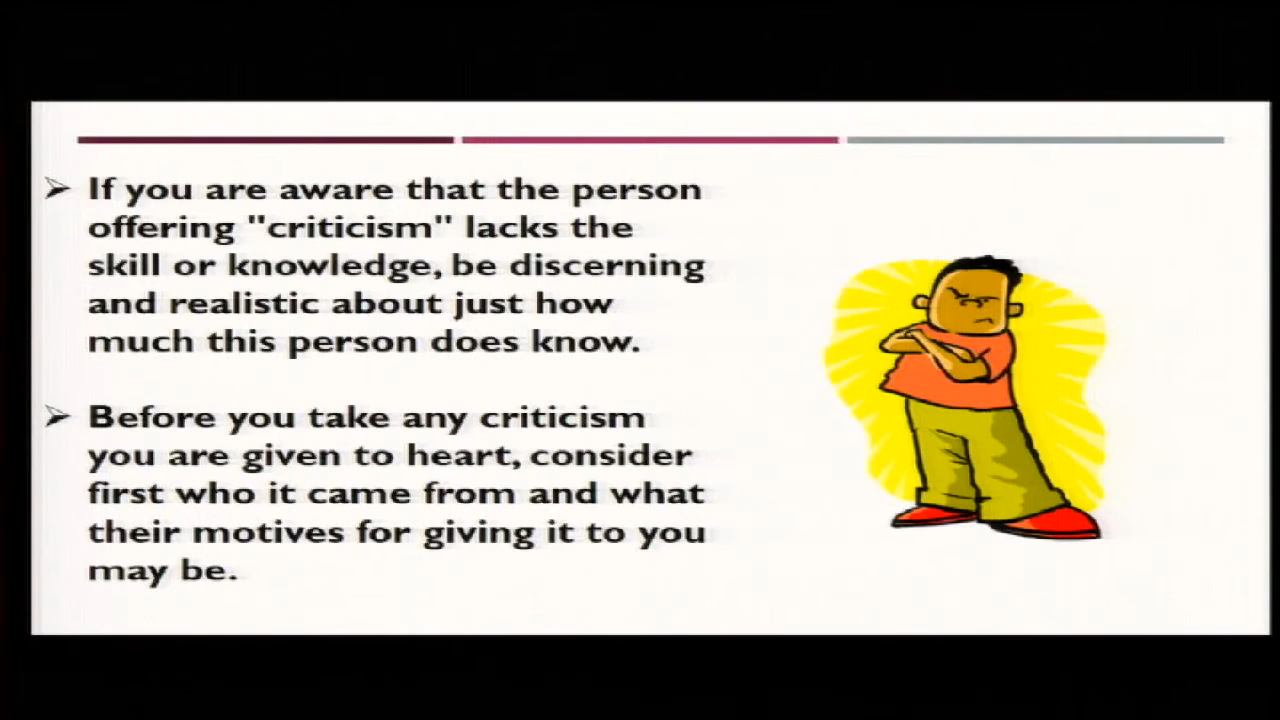 ➢ If you are aware that the person
offering "criticism" lacks the
skill or knowledge, be discerning
and realistic about just how
much this person does know.
➢ Before you take any criticism
you are given to heart, consider
first who it came from and what
their motives for giving it to you
may be.